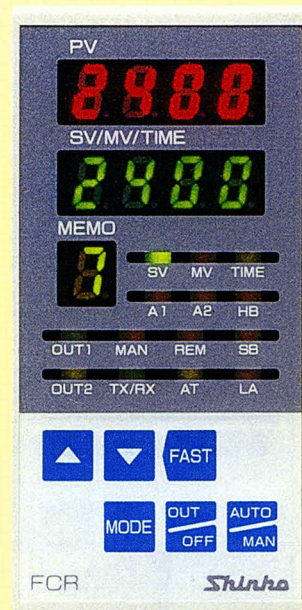 PV
2400
SV/MV/TIME
2400
MEMO
7
SV MV TIME
A1 A2 HB
OUT1 MAN REM SB
OUT2 TX/RX AT LA
FAST
MODE OUT/OFF AUTO/MAN
FCR Shinko